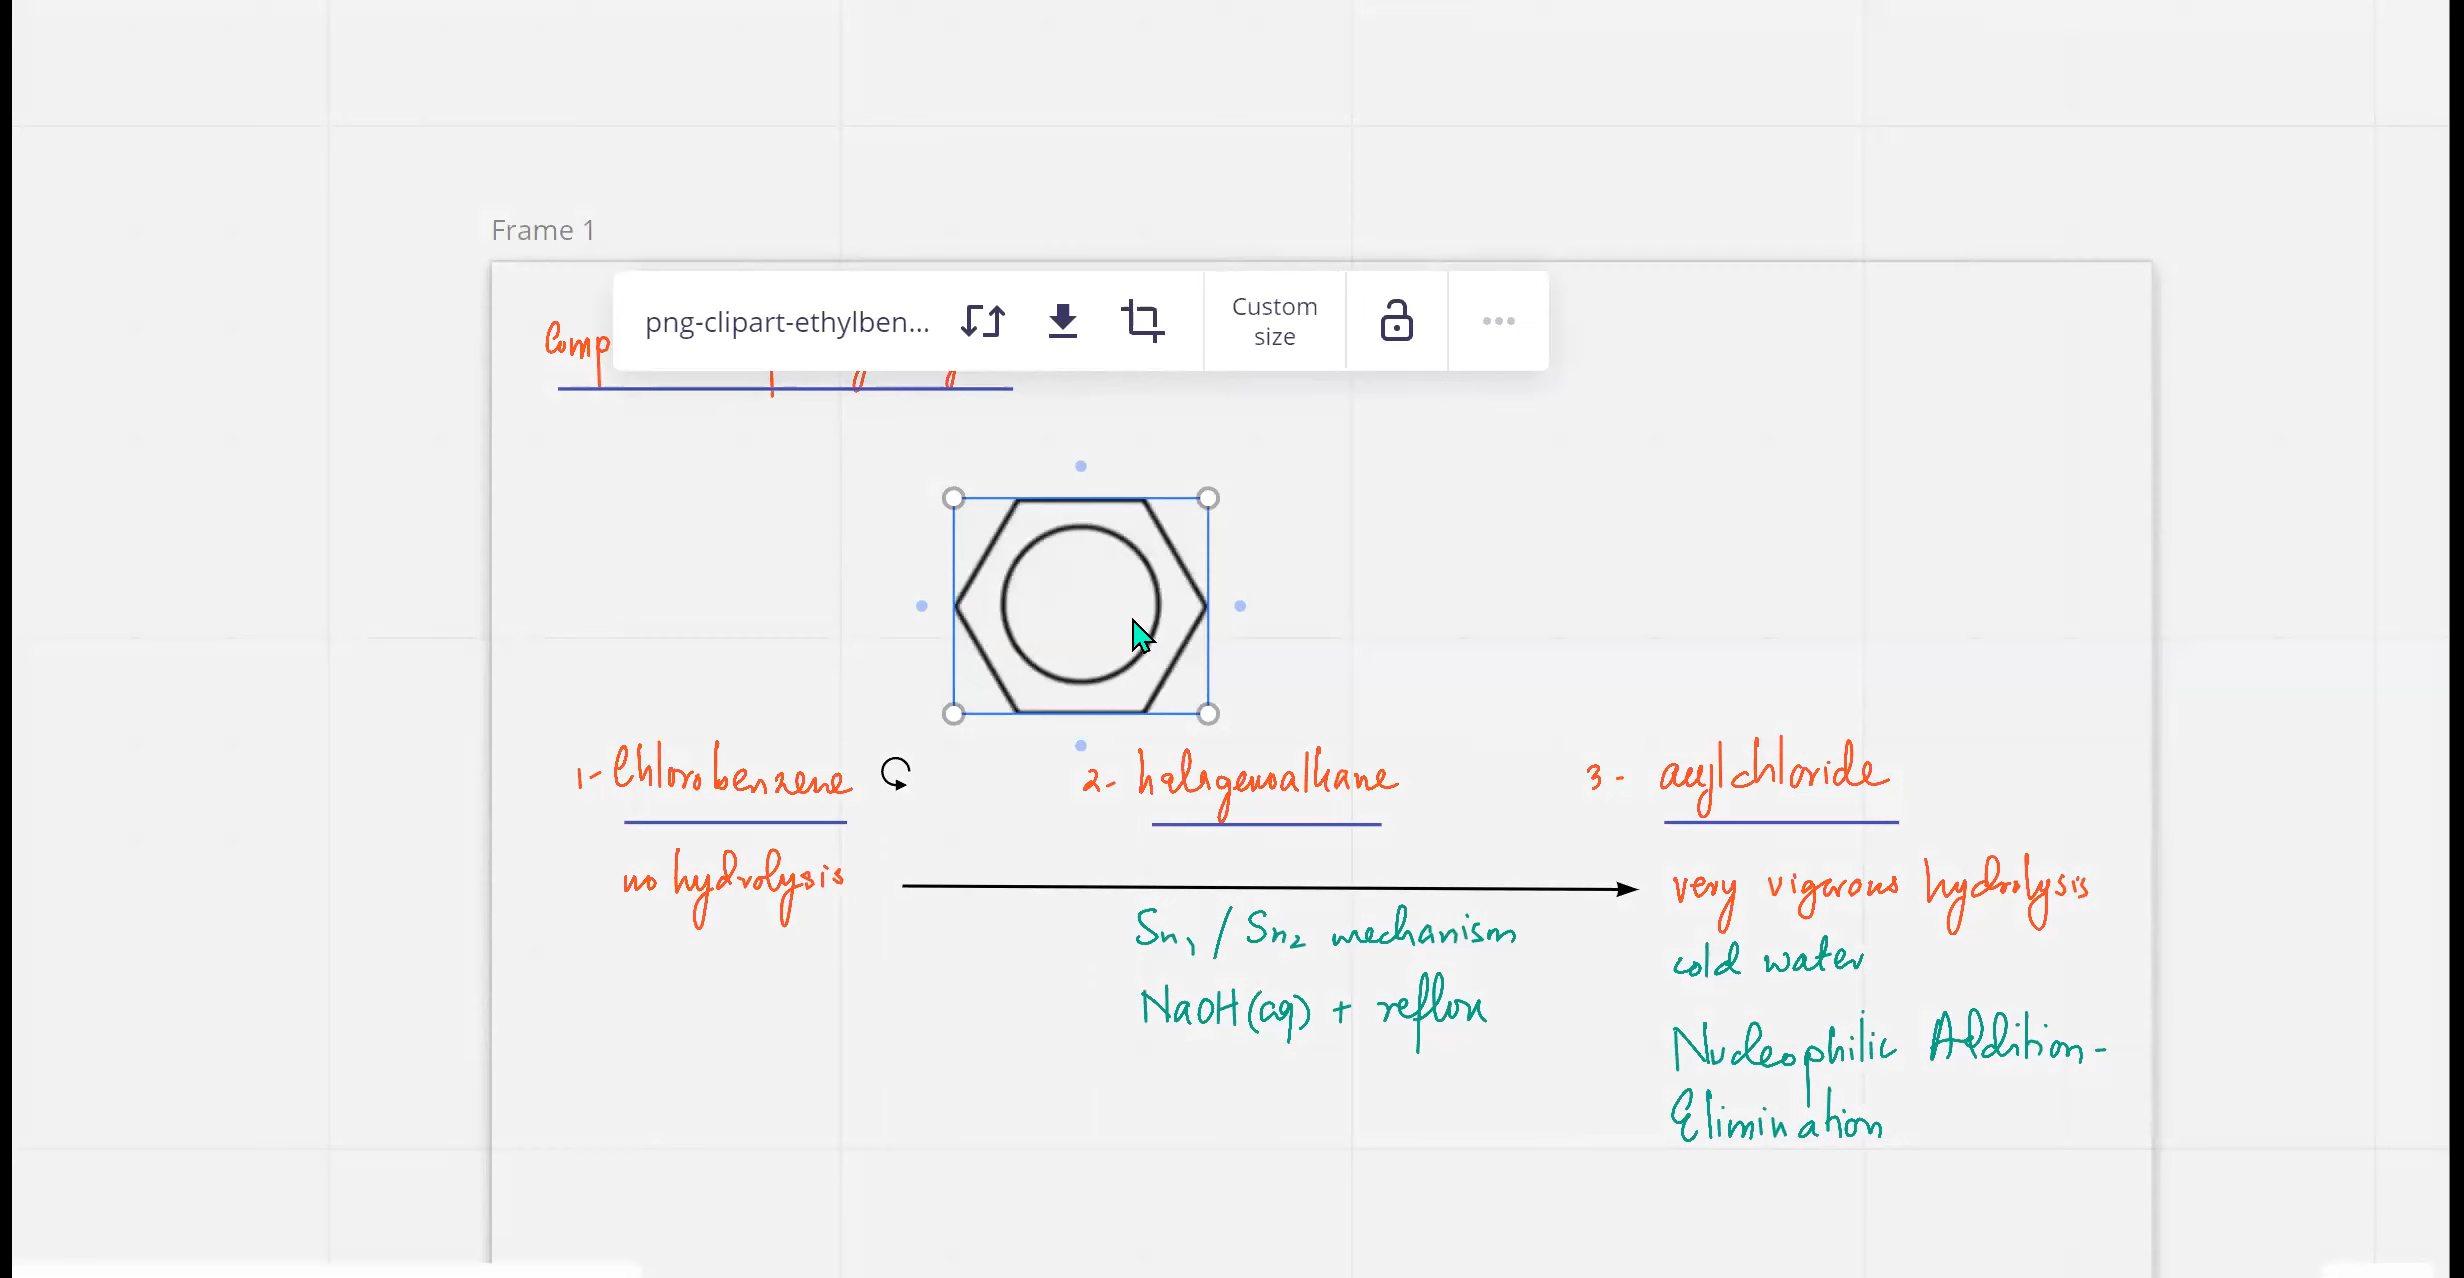 Frame 1
png-clipart-ethylben...
Custom
size
Comp
1- Chlorobenzene
2- halogenoalkane
3 - acylchloride
no hydrolysis
very vigorous hydrolysis
Sn1 / Sn2 mechanism
cold water
NaOH(aq) + reflux
Nucleophilic Addition-
Elimination